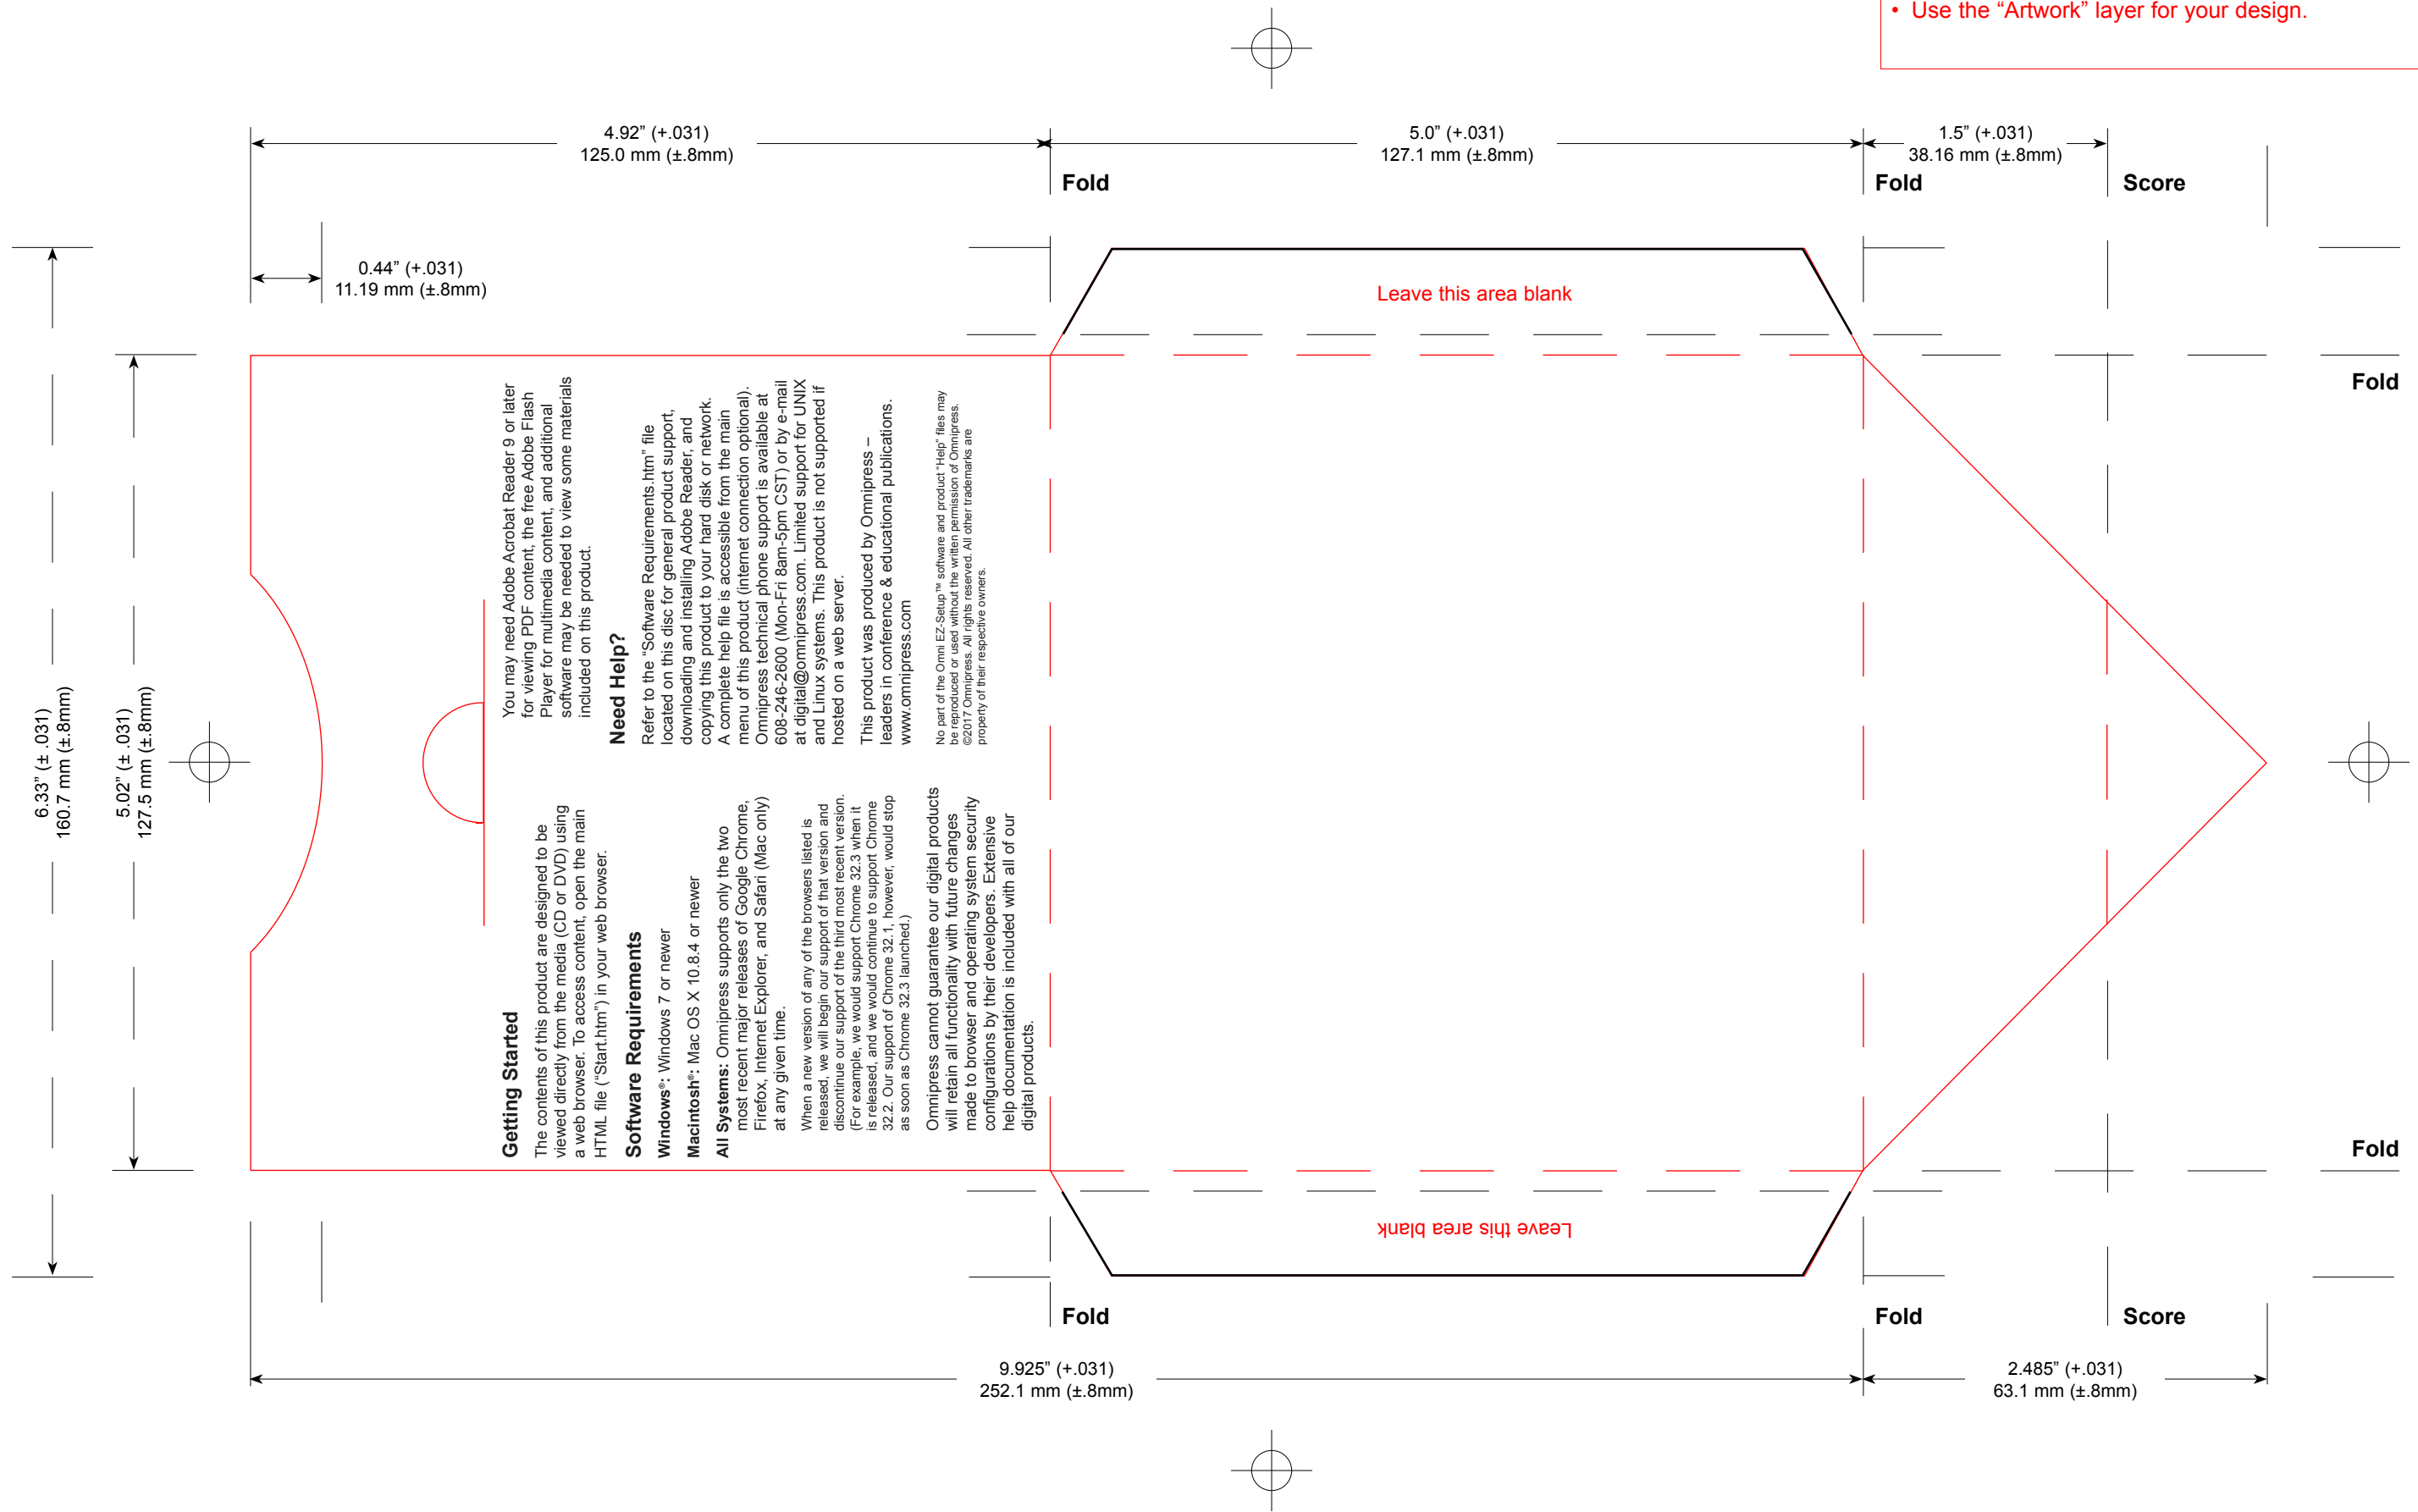 • Use the “Artwork” layer for your design.
4.92” (+.031)
125.0 mm (±.8mm)
5.0” (+.031)
127.1 mm (±.8mm)
1.5” (+.031)
38.16 mm (±.8mm)
Fold
Fold
Score
0.44” (+.031)
11.19 mm (±.8mm)
Leave this area blank
Fold
6.33” (± .031)
160.7 mm (±.8mm)
5.02” (± .031)
127.5 mm (±.8mm)
Getting Started
The contents of this product are designed to be
viewed directly from the media (CD or DVD) using
a web browser. To access content, open the main
HTML file (“Start.htm”) in your web browser.
Software Requirements
Windows®: Windows 7 or newer
Macintosh®: Mac OS X 10.8.4 or newer
All Systems: Omnipress supports only the two
most recent major releases of Google Chrome,
Firefox, Internet Explorer, and Safari (Mac only)
at any given time.
When a new version of any of the browsers listed is
released, we will begin our support of that version and
discontinue our support of the third most recent version.
(For example, we would support Chrome 32.3 when it
is released, and we would continue to support Chrome
32.2. Our support of Chrome 32.1, however, would stop
as soon as Chrome 32.3 launched.)
Omnipress cannot guarantee our digital products
will retain all functionality with future changes
made to browser and operating system security
configurations by their developers. Extensive
help documentation is included with all of our
digital products.
You may need Adobe Acrobat Reader 9 or later
for viewing PDF content, the free Adobe Flash
Player for multimedia content, and additional
software may be needed to view some materials
included on this product.
Need Help?
Refer to the “Software Requirements.htm” file
located on this disc for general product support,
downloading and installing Adobe Reader, and
copying this product to your hard disk or network.
A complete help file is accessible from the main
menu of this product (internet connection optional).
Omnipress technical phone support is available at
608-246-2600 (Mon-Fri 8am-5pm CST) or by e-mail
at digital@omnipress.com. Limited support for UNIX
and Linux systems. This product is not supported if
hosted on a web server.
This product was produced by Omnipress –
leaders in conference & educational publications.
www.omnipress.com
No part of the Omni EZ-Setup™ software and product “Help” files may
be reproduced or used without the written permission of Omnipress.
©2017 Omnipress. All rights reserved. All other trademarks are
property of their respective owners.
Fold
Leave this area blank
Fold
Fold
Score
9.925” (+.031)
252.1 mm (±.8mm)
2.485” (+.031)
63.1 mm (±.8mm)